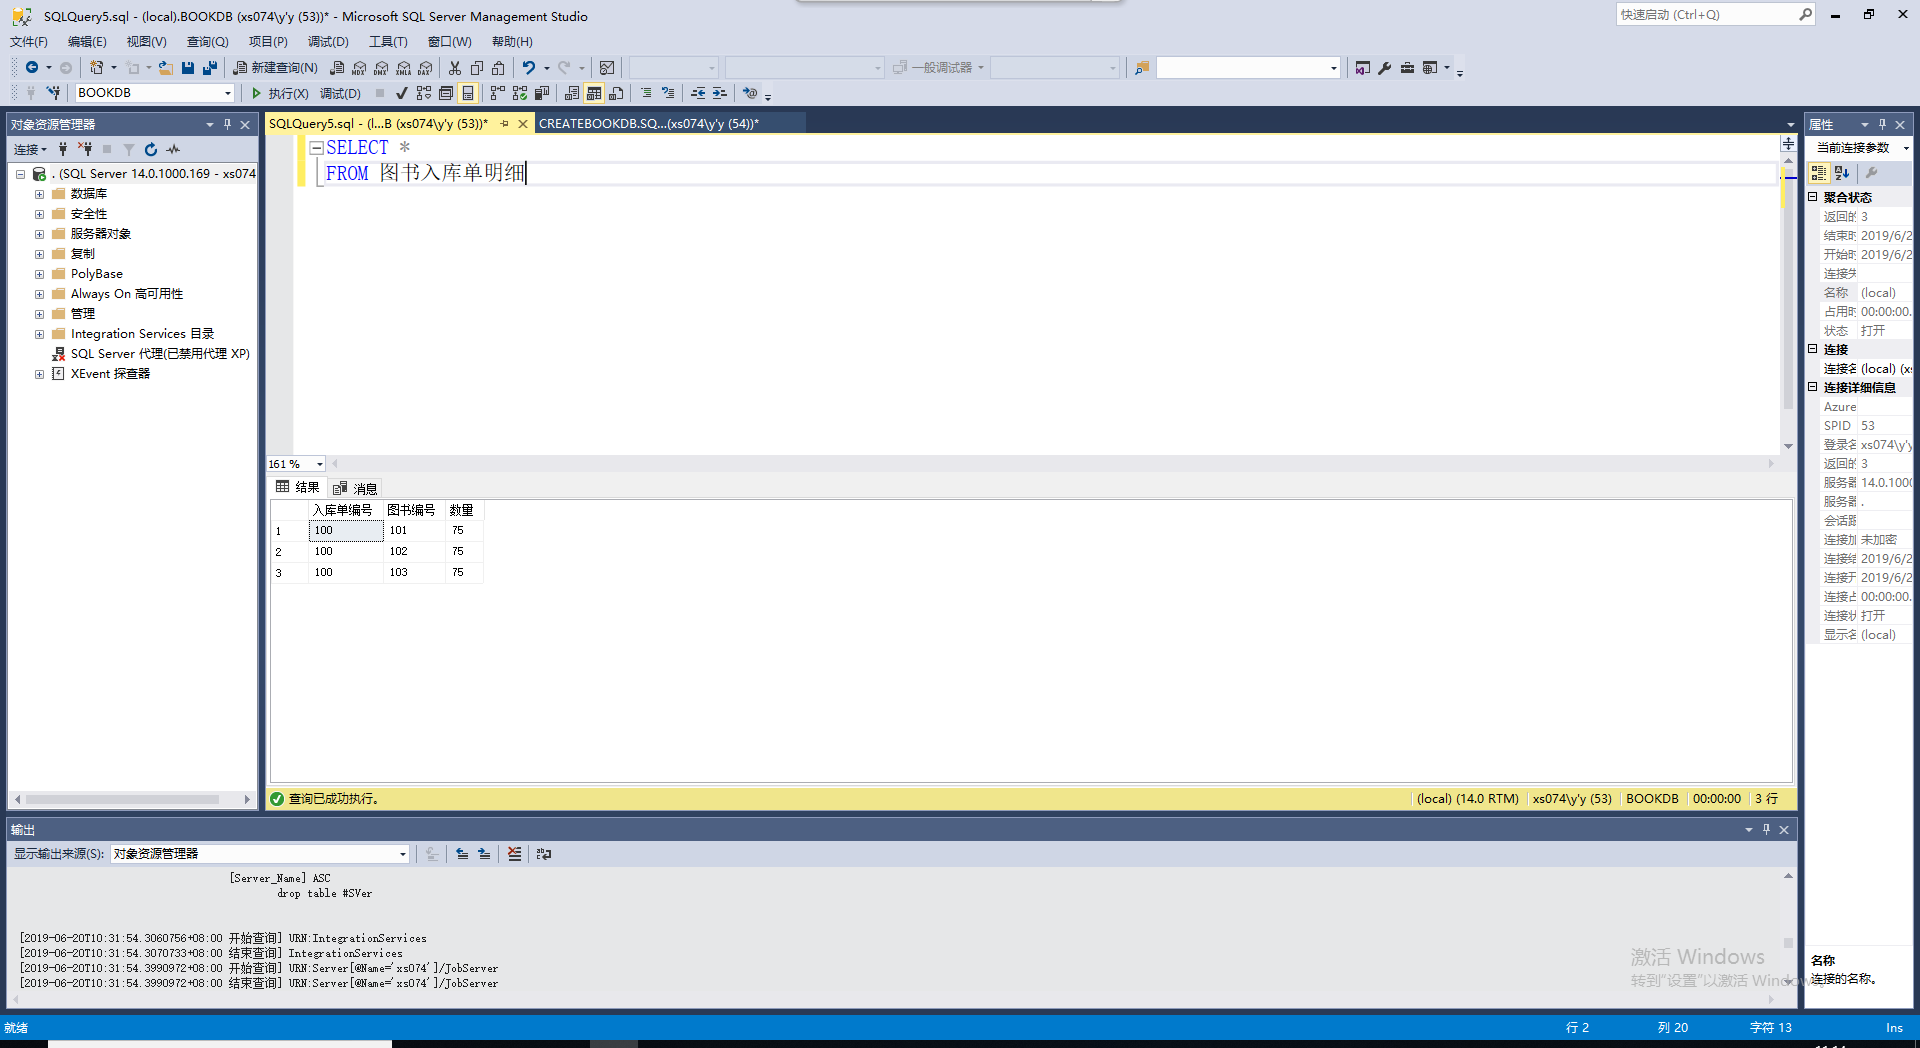 SQLQuery5.sql - (local).BOOKDB (xs074\y'y (53))* - Microsoft SQL Server Management Studio
快速启动 (Ctrl+Q)
文件(F) 编辑(E) 视图(V) 查询(Q) 项目(P) 调试(D) 工具(T) 窗口(W) 帮助(H)
新建查询(N) MDX DMX XMLA DAX 一般调试器
BOOKDB 执行(X) 调试(D)
对象资源管理器
连接
. (SQL Server 14.0.1000.169 - xs074
数据库
安全性
服务器对象
复制
PolyBase
Always On 高可用性
管理
Integration Services 目录
SQL Server 代理(已禁用代理 XP)
XEvent 探查器
SQLQuery5.sql - (l...B (xs074\y'y (53))* CREATEBOOKDB.SQ...(xs074\y'y (54))*
SELECT *
FROM 图书入库单明细
161 %
结果 消息
入库单编号 图书编号 数量
1 100 101 75
2 100 102 75
3 100 103 75
查询已成功执行。 (local) (14.0 RTM) xs074\y'y (53) BOOKDB 00:00:00 3 行
属性
当前连接参数
聚合状态
返回的 3
结束时 2019/6/2
开始时 2019/6/2
连接失
名称 (local)
占用时 00:00:00.
状态 打开
连接
连接名 (local) (xs
连接详细信息
Azure
SPID 53
登录名 xs074\y'y
返回的 3
服务器 14.0.1000
服务器 .
会话跟
连接加 未加密
连接结 2019/6/2
连接开 2019/6/2
连接占 00:00:00.
连接状 打开
显示名 (local)
名称
连接的名称。
输出
显示输出来源(S): 对象资源管理器
[Server_Name] ASC
drop table #SVer
[2019-06-20T10:31:54.3060756+08:00 开始查询] URN:IntegrationServices
[2019-06-20T10:31:54.3070733+08:00 结束查询] IntegrationServices
[2019-06-20T10:31:54.3990972+08:00 开始查询] URN:Server[@Name='xs074']/JobServer
[2019-06-20T10:31:54.3990972+08:00 结束查询] URN:Server[@Name='xs074']/JobServer
激活 Windows
转到"设置"以激活 Windows。
就绪 行 2 列 20 字符 13 Ins